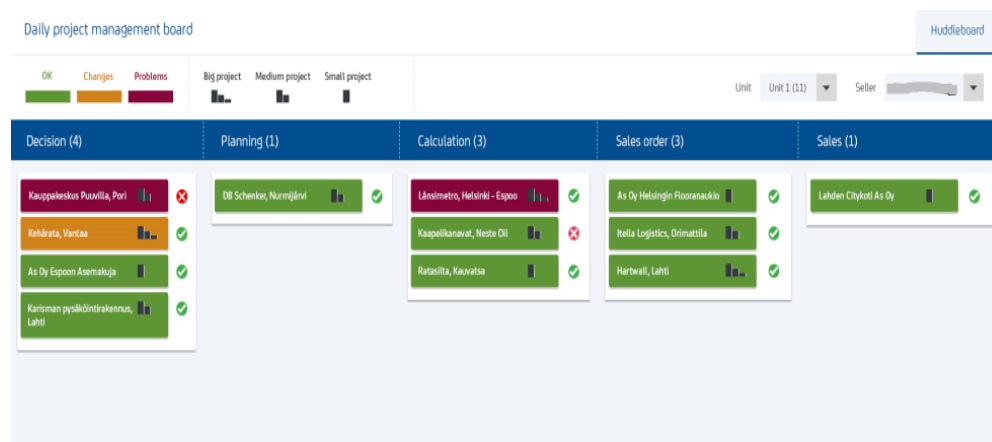 Daily project management board
Huddleboard
OK Changes Problems
Big project Medium project Small project
Unit Unit 1 (11) Seller
Decision (4) Planning (1) Calculation (3) Sales order (3) Sales (1)
Kauppakeskus Puuvilla, Pori
Kehärata, Vantaa
As Oy Espoon Asemakuja
Karisman pysäköintirakennus,
Lahti
DB Schenker, Nurmijärvi
Länsimetro, Helsinki - Espoo
Kaapelikanavat, Neste Oil
Ratasilta, Kauvatsa
As Oy Helsingin Flooranaukio
Itella Logistics, Orimattila
Hartwall, Lahti
Lahden Citykoti As Oy